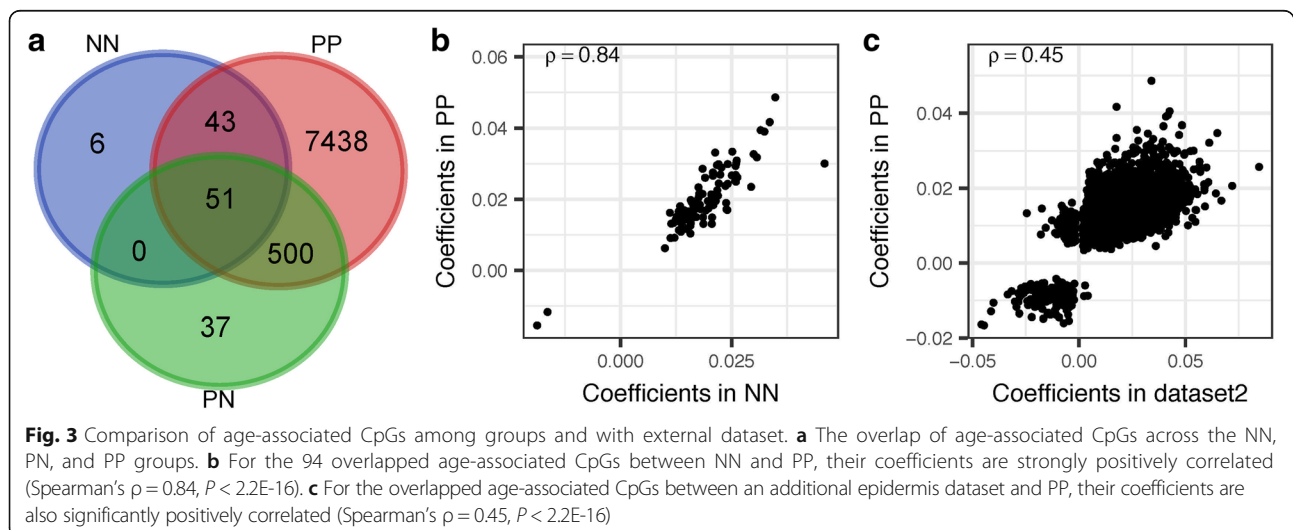 a
NN
PP
6
43
7438
51
0
500
37
PN
b
ρ = 0.84
Coefficients in PP
0.06
0.04
0.02
0.00
0.000
0.025
Coefficients in NN
c
ρ = 0.45
Coefficients in PP
0.04
0.02
0.00
−0.02
−0.05
0.00
0.05
Coefficients in dataset2
Fig. 3 Comparison of age-associated CpGs among groups and with external dataset. a The overlap of age-associated CpGs across the NN,
PN, and PP groups. b For the 94 overlapped age-associated CpGs between NN and PP, their coefficients are strongly positively correlated
(Spearman's ρ = 0.84, P < 2.2E-16). c For the overlapped age-associated CpGs between an additional epidermis dataset and PP, their coefficients are
also significantly positively correlated (Spearman's ρ = 0.45, P < 2.2E-16)